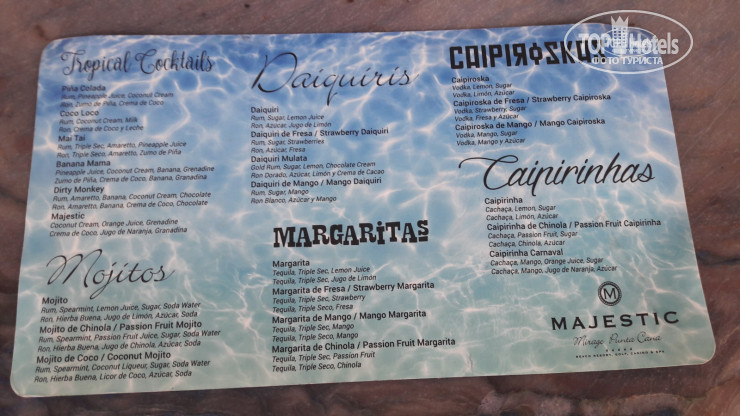 Tropical Cocktails
Piña Colada
Rum, Pineapple Juice, Coconut Cream
Ron, Zumo de Piña, Crema de Coco
Coco Loco
Rum, Coconut Cream, Milk
Ron, Crema de Coco y Leche
Mai Tai
Rum, Triple Sec, Amaretto, Pineapple Juice
Ron, Triple Seco, Amaretto, Zumo de Piña
Banana Mama
Pineapple Juice, Coconut Cream, Banana, Grenadine
Zumo de Piña, Crema de Coco, Banana, Granadina
Dirty Monkey
Rum, Amaretto, Banana, Coconut Cream, Chocolate
Ron, Amaretto, Banana, Crema de Coco, Chocolate
Majestic
Coconut Cream, Orange Juice, Grenadine
Crema de Coco, Jugo de Naranja, Granadina
Mojitos
Mojito
Rum, Spearmint, Lemon Juice, Sugar, Soda Water
Ron, Hierba Buena, Jugo de Limón, Azúcar, Soda
Mojito de Chinola / Passion Fruit Mojito
Rum, Spearmint, Passion Fruit Juice, Sugar, Soda Water
Ron, Hierba Buena, Jugo de Chinola, Azúcar, Soda
Mojito de Coco / Coconut Mojito
Rum, Spearmint, Coconut Liqueur, Sugar, Soda Water
Ron, Hierba Buena, Licor de Coco, Azúcar, Soda
Daiquiris
Daiquiri
Rum, Sugar, Lemon Juice
Ron, Azúcar, Jugo de Limón
Daiquiri de Fresa / Strawberry Daiquiri
Rum, Sugar, Strawberries
Ron, Azúcar, Fresa
Daiquiri Mulata
Gold Rum, Sugar, Lemon, Chocolate Cream
Ron Dorado, Azúcar, Limón y Crema de Cacao
Daiquiri de Mango / Mango Daiquiri
Rum, Sugar, Mango
Ron Blanco, Azúcar y Mango
MARGARITAS
Margarita
Tequila, Triple Sec, Lemon Juice
Tequila, Triple Sec, Jugo de Limón
Margarita de Fresa / Strawberry Margarita
Tequila, Triple Sec, Strawberry
Tequila, Triple Seco, Fresa
Margarita de Mango / Mango Margarita
Tequila, Triple Sec, Mango
Tequila, Triple Seco, Mango
Margarita de Chinola / Passion Fruit Margarita
Tequila, Triple Sec, Passion Fruit
Tequila, Triple Sec, Chinola
CAIPIROSKAS
Caipiroska
Vodka, Lemon, Sugar
Vodka, Limón, Azúcar
Caipiroska de Fresa / Strawberry Caipiroska
Vodka, Strawberry, Sugar
Vodka, Fresa y Azúcar
Caipiroska de Mango / Mango Caipiroska
Vodka, Mango, Sugar
Vodka, Mango y Azúcar
Caipirinhas
Caipirinha
Cachaça, Lemon, Sugar
Cachaça, Limón, Azúcar
Caipirinha de Chinola / Passion Fruit Caipirinha
Cachaça, Passion Fruit, Sugar
Cachaça, Chinola, Azúcar
Caipirinha Carnaval
Cachaça, Mango, Orange Juice, Sugar
Cachaça, Mango, Jugo de Naranja, Azúcar
M
MAJESTIC
Mirage Punta Cana
BEACH RESORT, GOLF, CASINO & SPA
TOP Hotels
ФОТО ТУРИСТА